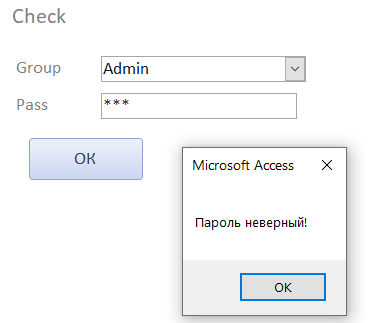 Check
Group
Admin
Pass
***
OK
Microsoft Access
Пароль неверный!
OK